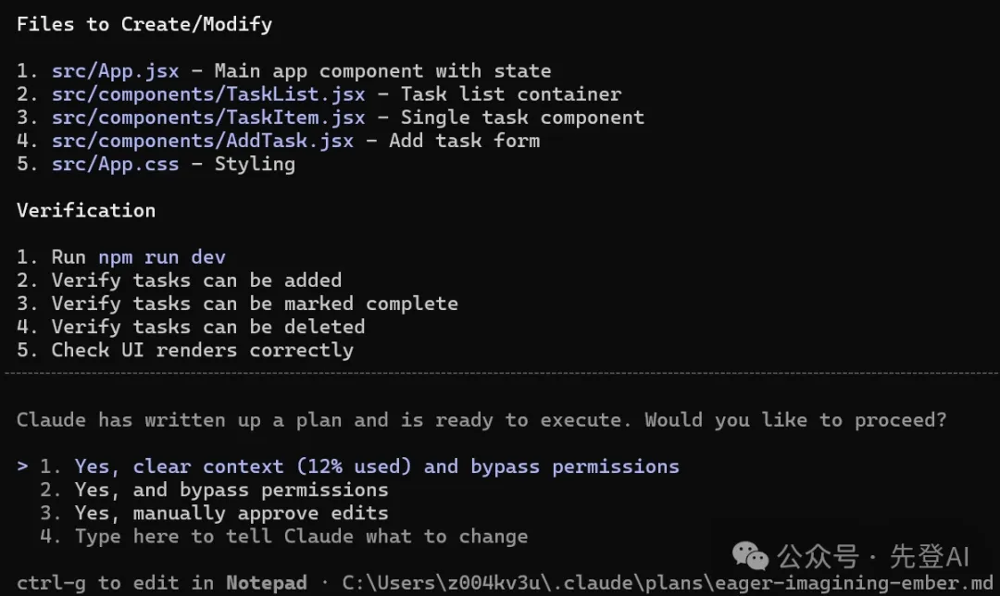 Files to Create/Modify
1. src/App.jsx - Main app component with state
2. src/components/TaskList.jsx - Task list container
3. src/components/TaskItem.jsx - Single task component
4. src/components/AddTask.jsx - Add task form
5. src/App.css - Styling
Verification
1. Run npm run dev
2. Verify tasks can be added
3. Verify tasks can be marked complete
4. Verify tasks can be deleted
5. Check UI renders correctly
Claude has written up a plan and is ready to execute. Would you like to proceed?
> 1. Yes, clear context (12% used) and bypass permissions
2. Yes, and bypass permissions
3. Yes, manually approve edits
4. Type here to tell Claude what to change
公众号 · 先登AI
ctrl-g to edit in Notepad · C:\Users\z004kv3u\.claude\plans\eager-imagining-ember.md